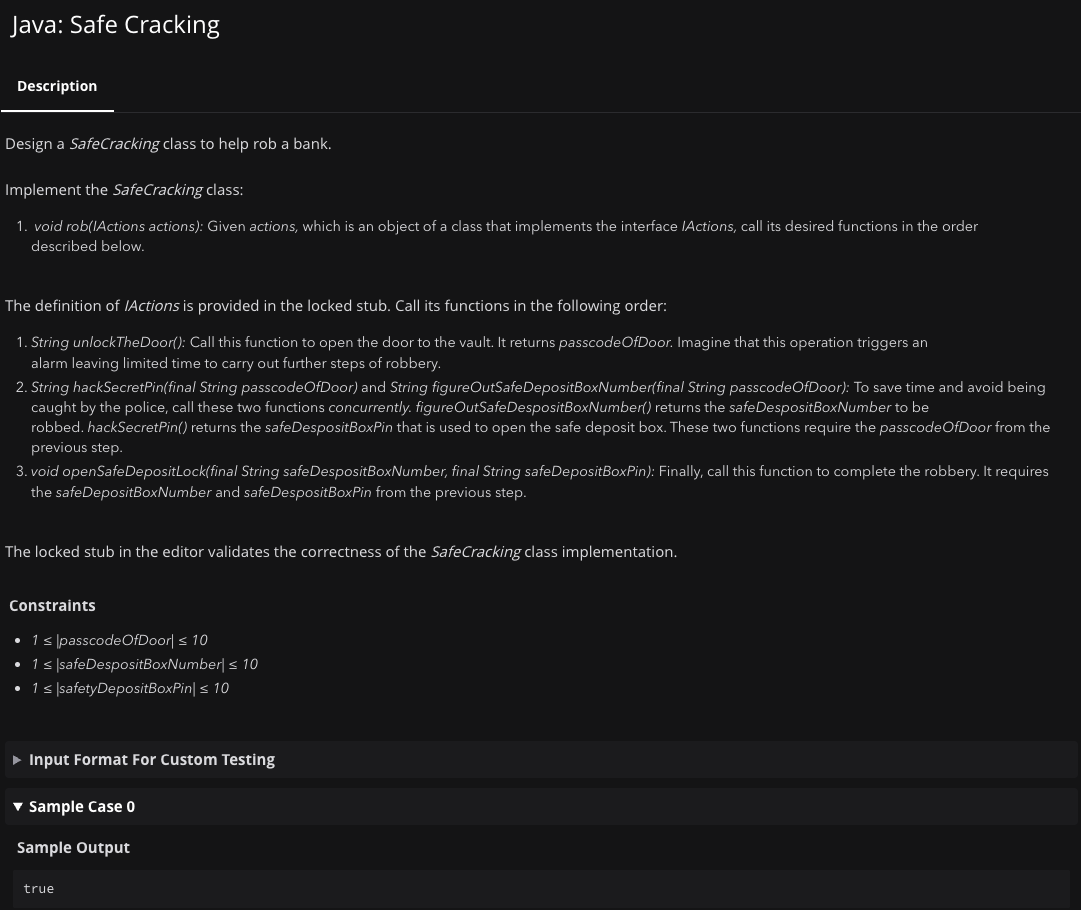 Java: Safe Cracking
Description
Design a SafeCracking class to help rob a bank.
Implement the SafeCracking class:
1. void rob(IActions actions): Given actions, which is an object of a class that implements the interface IActions, call its desired functions in the order
described below.
The definition of IActions is provided in the locked stub. Call its functions in the following order:
1. String unlockTheDoor(): Call this function to open the door to the vault. It returns passcodeOfDoor. Imagine that this operation triggers an
alarm leaving limited time to carry out further steps of robbery.
2. String hackSecretPin(final String passcodeOfDoor) and String figureOutSafeDepositBoxNumber(final String passcodeOfDoor): To save time and avoid being
caught by the police, call these two functions concurrently. figureOutSafeDespositBoxNumber() returns the safeDespositBoxNumber to be
robbed. hackSecretPin() returns the safeDespositBoxPin that is used to open the safe deposit box. These two functions require the passcodeOfDoor from the
previous step.
3. void openSafeDepositLock(final String safeDespositBoxNumber, final String safeDepositBoxPin): Finally, call this function to complete the robbery. It requires
the safeDepositBoxNumber and safeDespositBoxPin from the previous step.
The locked stub in the editor validates the correctness of the SafeCracking class implementation.
Constraints
• 1 ≤ |passcodeOfDoor| ≤ 10
• 1 ≤ |safeDespositBoxNumber| ≤ 10
• 1 ≤ |safetyDepositBoxPin| ≤ 10
▶ Input Format For Custom Testing
▼ Sample Case 0
Sample Output
true